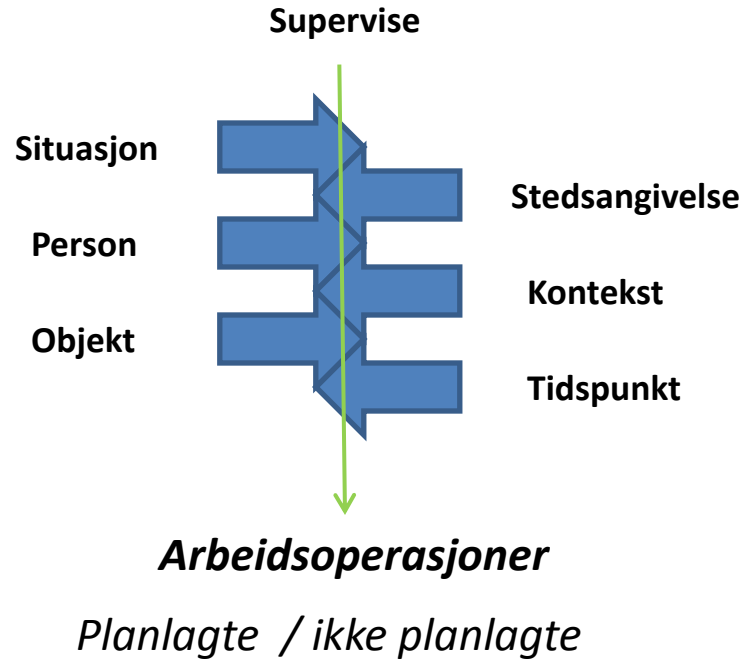 Supervise
Situasjon
Stedsangivelse
Person
Kontekst
Objekt
Tidspunkt
Arbeidsoperasjoner
Planlagte / ikke planlagte